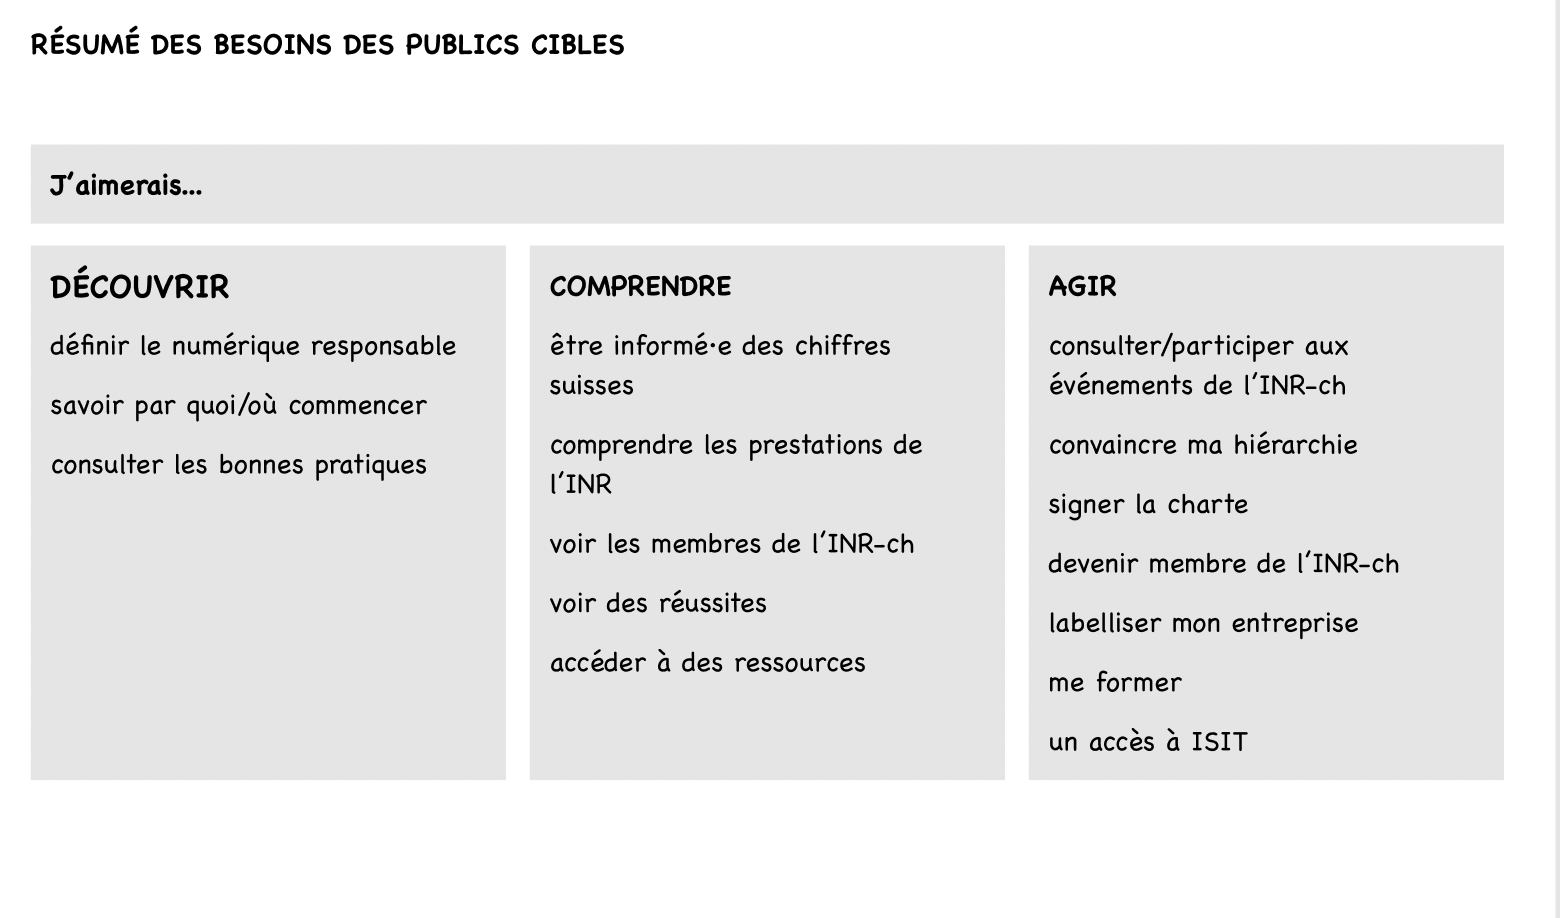 RÉSUMÉ DES BESOINS DES PUBLICS CIBLES
J'aimerais...
DÉCOUVRIR
définir le numérique responsable
savoir par quoi/où commencer
consulter les bonnes pratiques
COMPRENDRE
être informé·e des chiffres
suisses
comprendre les prestations de
l'INR
voir les membres de l'INR-ch
voir des réussites
accéder à des ressources
AGIR
consulter/participer aux
événements de l'INR-ch
convaincre ma hiérarchie
signer la charte
devenir membre de l'INR-ch
labelliser mon entreprise
me former
un accès à ISIT